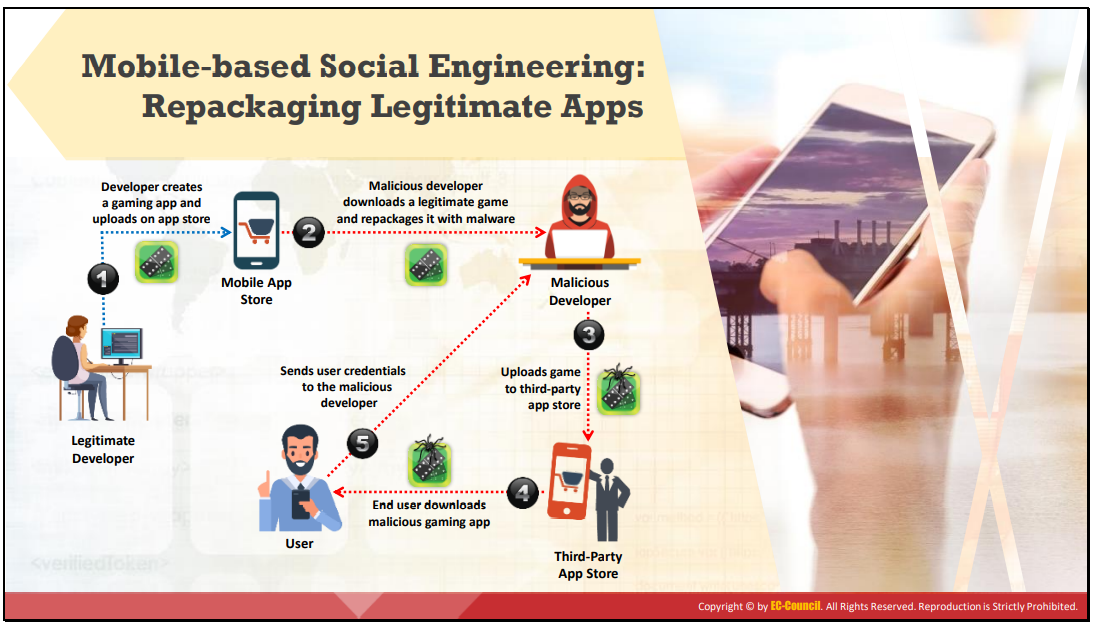 Mobile-based Social Engineering:
Repackaging Legitimate Apps
Developer creates
a gaming app and
uploads on app store
1
Mobile App
Store
2
Malicious developer
downloads a legitimate game
and repackages it with malware
Malicious
Developer
3
Uploads game
to third-party
app store
Legitimate
Developer
Sends user credentials
to the malicious
developer
5
4
End user downloads
malicious gaming app
User
Third-Party
App Store
<verifiedToken>
Copyright © by EC-Council. All Rights Reserved. Reproduction is Strictly Prohibited.